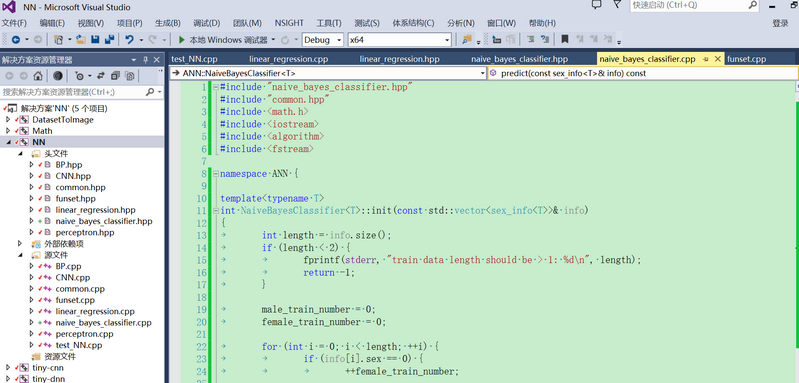 NN - Microsoft Visual Studio
快速启动 (Ctrl+Q)
文件(F) 编辑(E) 视图(V) 项目(P) 生成(B) 调试(D) 团队(M) NSIGHT 工具(T) 测试(S) 体系结构(C) 分析(N) 窗口(W) 帮助(H) 登录
本地 Windows 调试器 Debug x64
解决方案资源管理器
test_NN.cpp linear_regression.cpp linear_regression.hpp naive_bayes_classifier.hpp naive_bayes_classifier.cpp funset.cpp
ANN::NaiveBayesClassifier<T> predict(const sex_info<T>& info) const
搜索解决方案资源管理器(Ctrl+;)
解决方案'NN' (5 个项目)
DatasetToImage
Math
NN
头文件
BP.hpp
CNN.hpp
common.hpp
funset.hpp
linear_regression.hpp
naive_bayes_classifier.hpp
perceptron.hpp
外部依赖项
源文件
BP.cpp
CNN.cpp
common.cpp
funset.cpp
linear_regression.cpp
naive_bayes_classifier.cpp
perceptron.cpp
test_NN.cpp
资源文件
tiny-cnn
tiny-dnn
1 #include "naive_bayes_classifier.hpp"
2 #include "common.hpp"
3 #include <math.h>
4 #include <iostream>
5 #include <algorithm>
6 #include <fstream>
7
8 namespace ANN {
9
10 template<typename T>
11 int NaiveBayesClassifier<T>::init(const std::vector<sex_info<T>>& info)
12 {
13 int length = info.size();
14 if (length < 2) {
15 fprintf(stderr, "train data length should be > 1: %d\n", length);
16 return -1;
17 }
18
19 male_train_number = 0;
20 female_train_number = 0;
21
22 for (int i = 0; i < length; ++i) {
23 if (info[i].sex == 0) {
24 ++female_train_number;